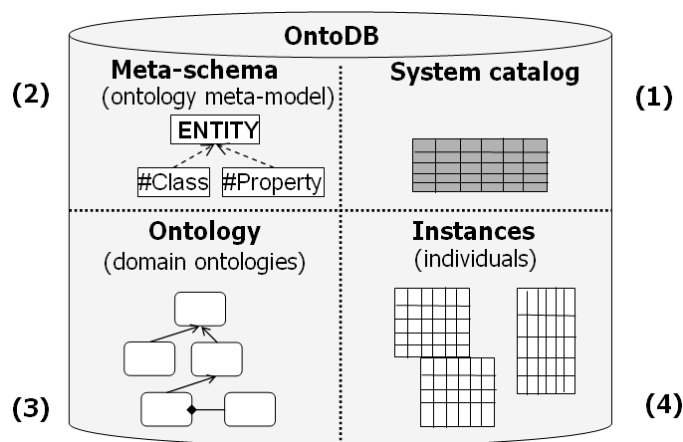 OntoDB
Meta-schema
(ontology meta-model)
System catalog
(2)
(1)
ENTITY
#Class
#Property
Ontology
(domain ontologies)
Instances
(individuals)
(3)
(4)